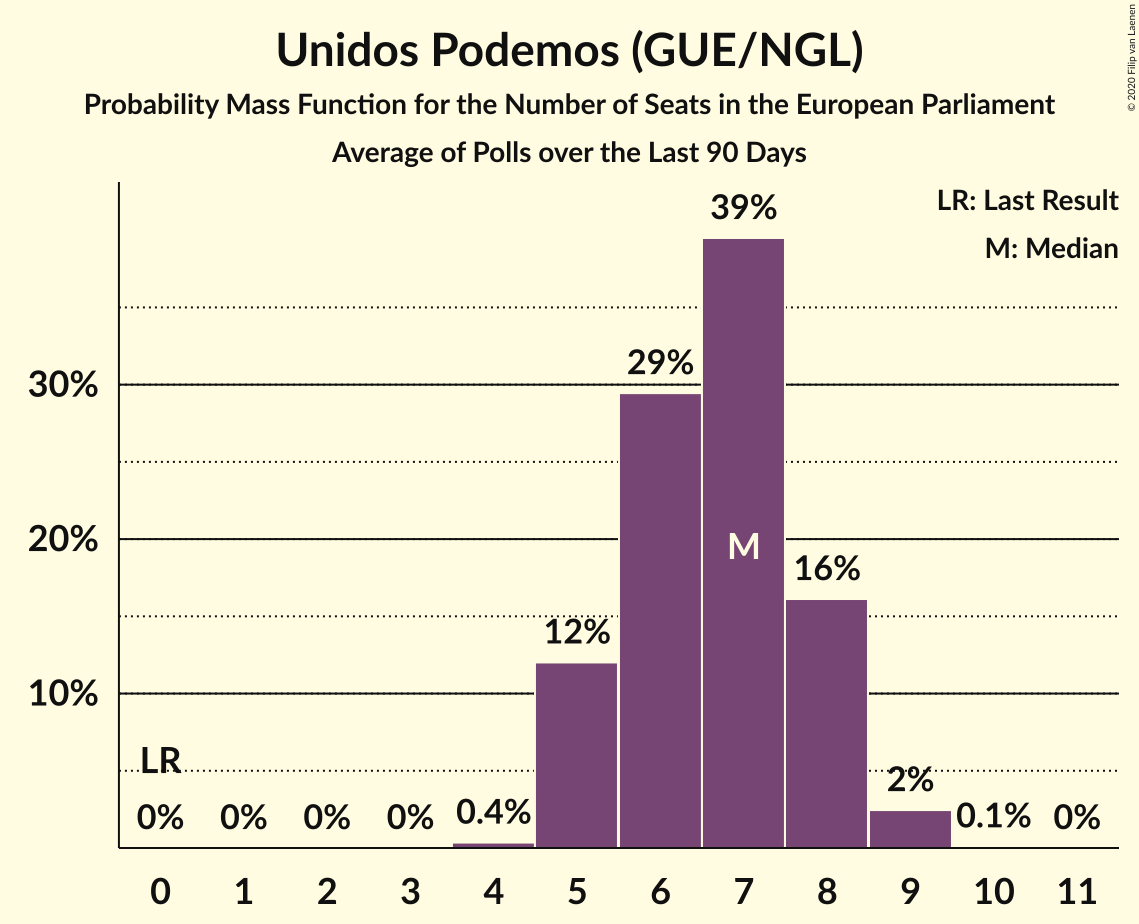 Unidos Podemos (GUE/NGL)
Probability Mass Function for the Number of Seats in the European Parliament
Average of Polls over the Last 90 Days
© 2020 Filip van Laenen
LR: Last Result
M: Median
39%
29%
30%
M
20%
16%
12%
10%
LR
2%
0% 0% 0% 0% 0.4% 0.1% 0%
0 1 2 3 4 5 6 7 8 9 10 11